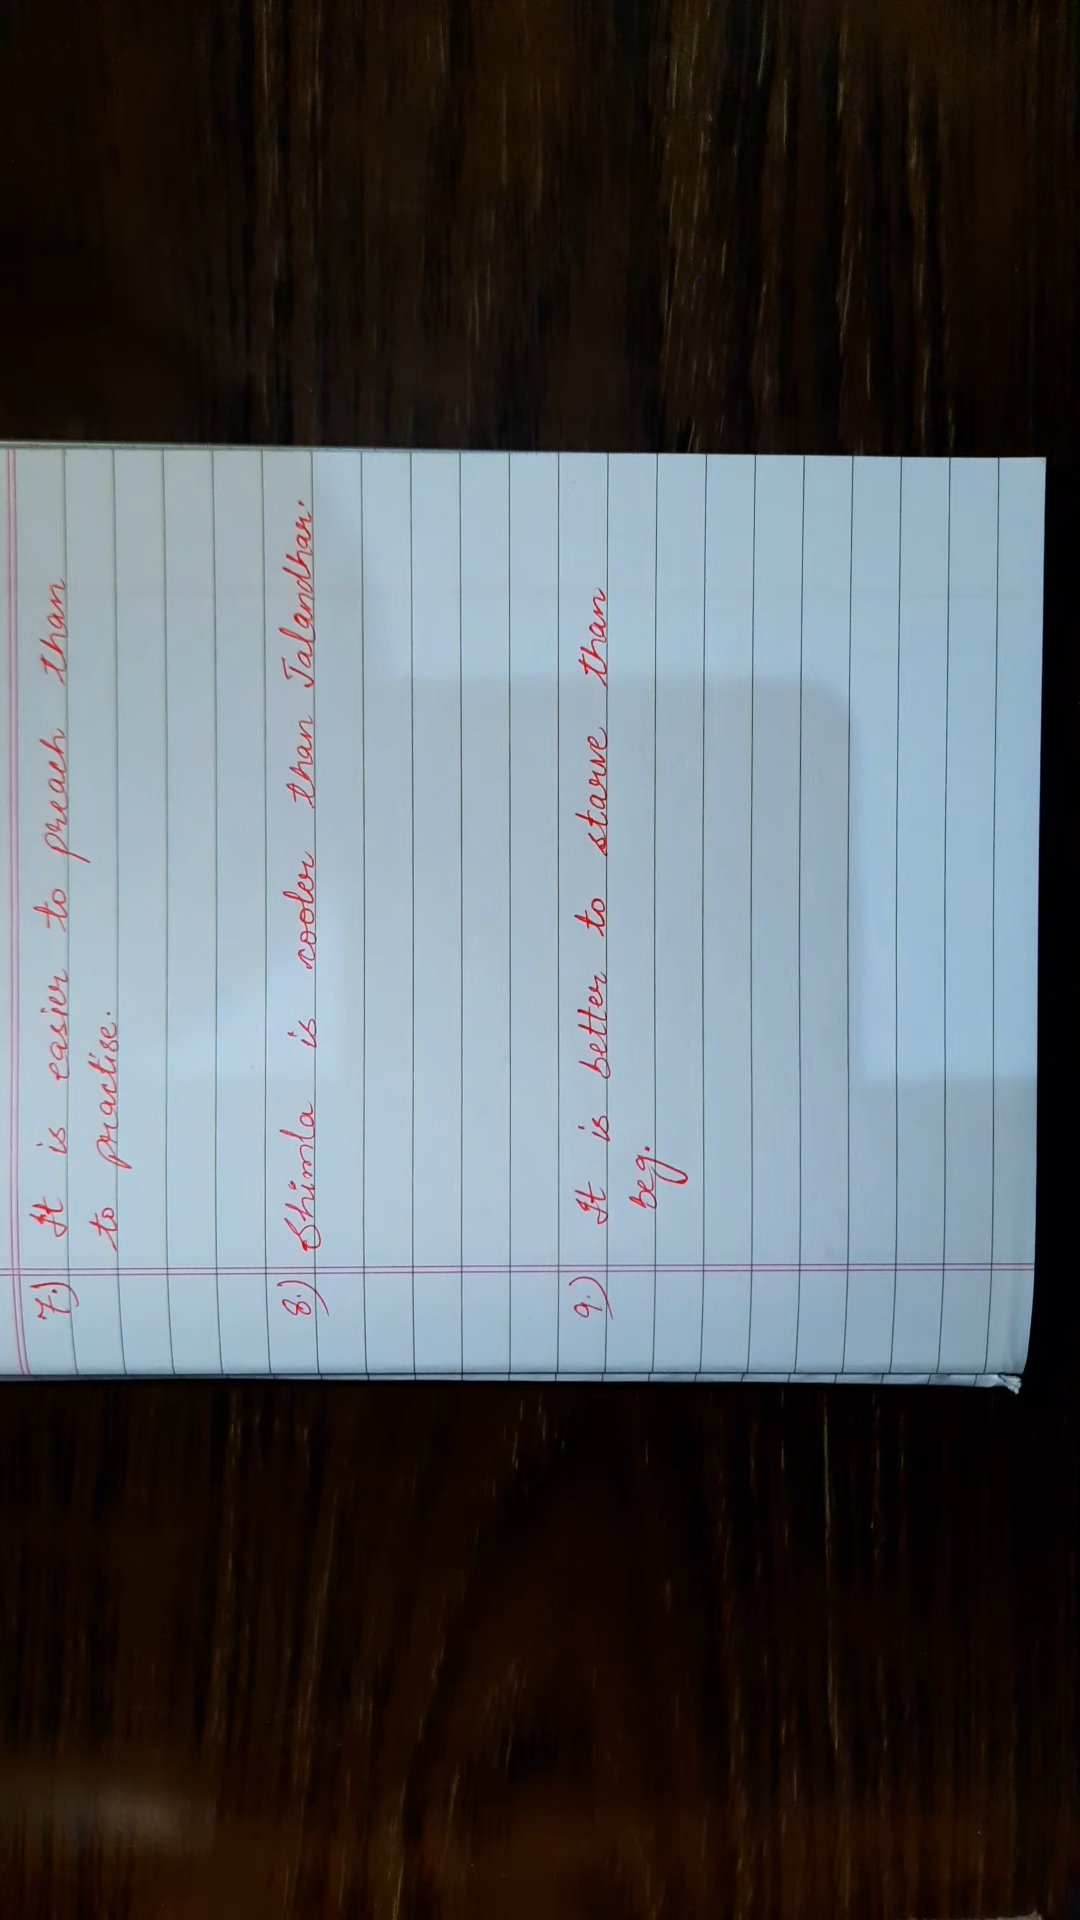 7.) It is easier to preach than
to practise.
8.) Shimla is cooler than Jalandhar.
9.) It is better to starve than
beg.